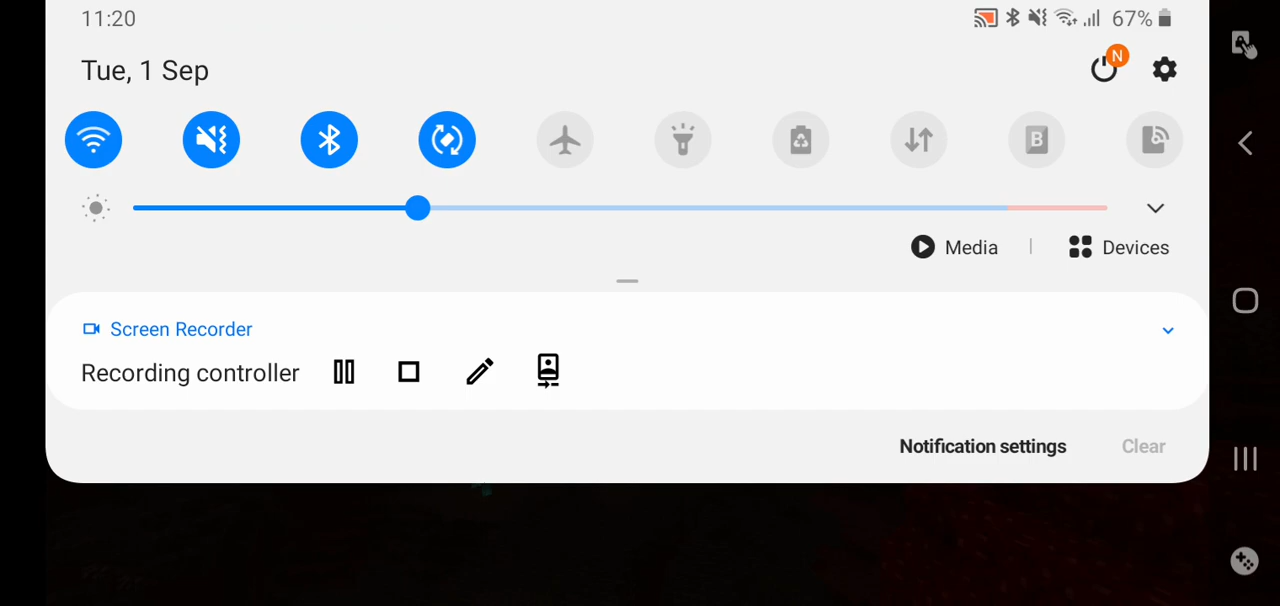 11:20
67%
Tue, 1 Sep
N
B
Media
Devices
Screen Recorder
Recording controller
Notification settings
Clear